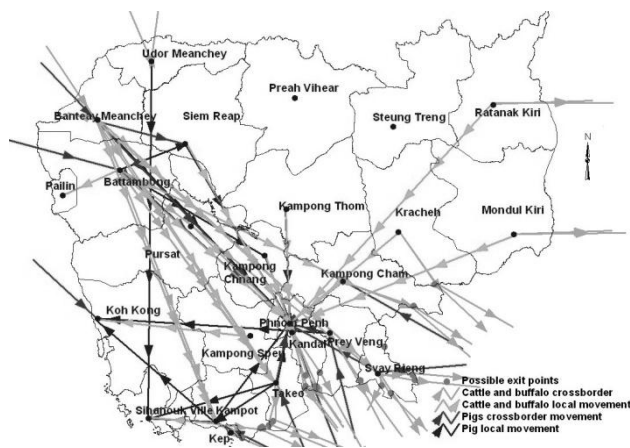 Udor Meanchey
Preah Vihear
Ratanak Kiri
Banteay Meanchey
Siem Reap
Steung Treng
N
Battambong
Pailin
Kampong Thom
Kracheh
Mondul Kiri
Pursat
Kampong
Chnang
Kampong Cham
Koh Kong
Phnom Penh
Kandal
Prey Veng
Kampong Speu
Svay Rieng
Takeo
Possible exit points
Cattle and buffalo crossborder
Cattle and buffalo local movement
Sihanouk Ville
Kampot
Pigs crossborder movement
Pig local movement
Kep